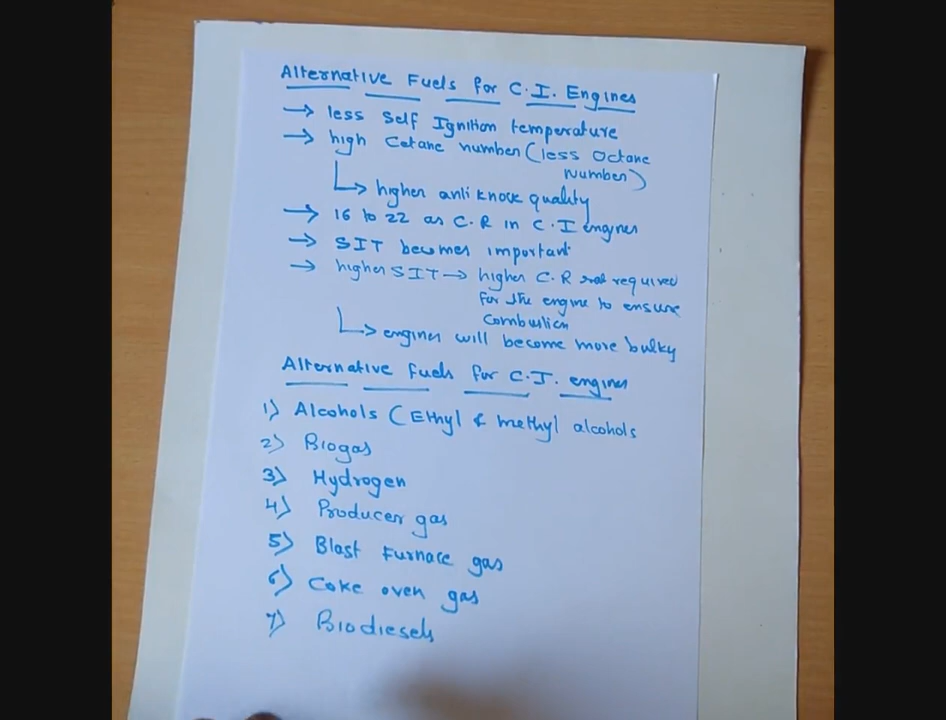 Alternative Fuels for C.I. Engines
→ less Self Ignition temperature
→ high Cetane number (less Octane
number)
↳ higher anti knock quality
→ 16 to 22 as C.R in C.I engines
→ SIT becomes important
→ higher SIT → higher C.R required
for the engine to ensure
Combustion
↳ engines will become more bulky
Alternative fuels for C.I. engines
1) Alcohols (Ethyl & methyl alcohols
2) Biogas
3) Hydrogen
4) Producer gas
5) Blast Furnace gas
6) Coke oven gas
7) Biodiesels